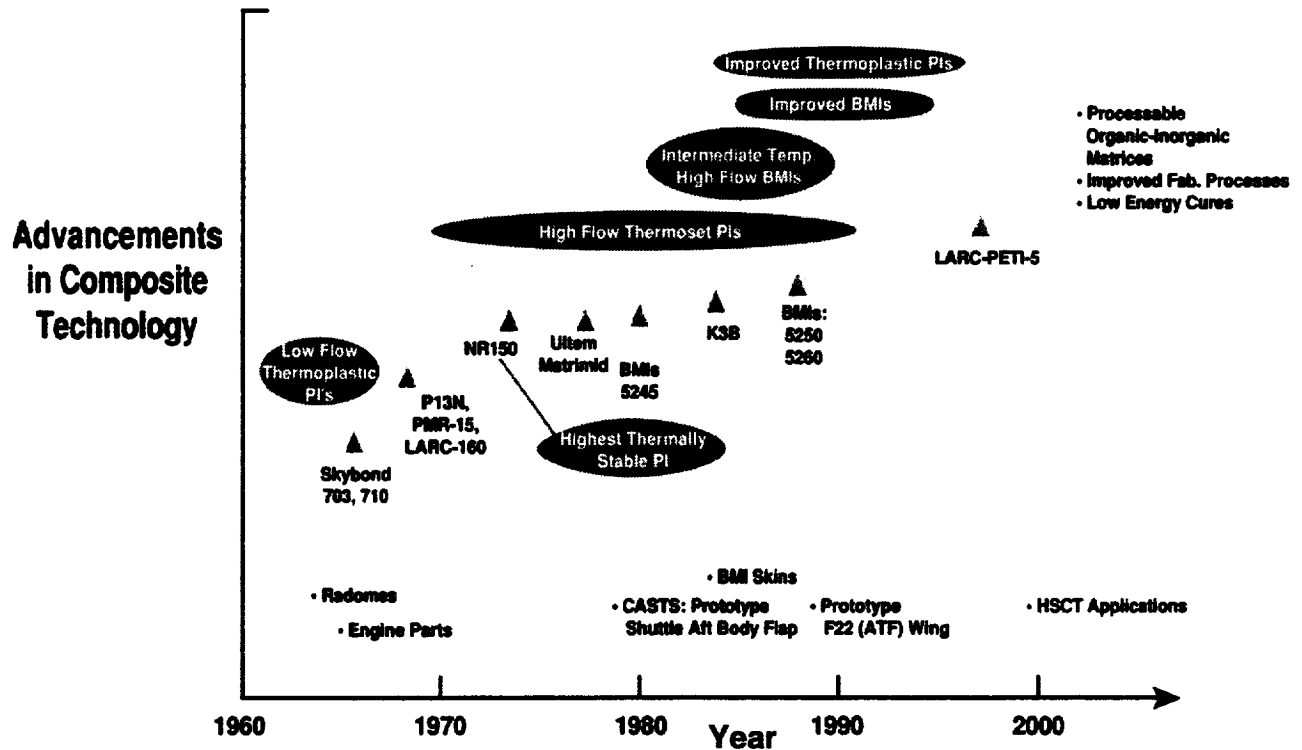 Improved Thermoplastic PIs
Improved BMIs
• Processable
Organic-Inorganic
Matrices
• Improved Fab. Processes
• Low Energy Cures
Intermediate Temp.
High Flow BMIs
High Flow Thermoset PIs
Advancements
in Composite
Technology
LARC-PETI-5
BMIs:
5250
5260
K3B
BMIs
5245
Ultem
Matrimid
NR150
Low Flow
Thermoplastic
PI's
P13N,
PMR-15,
LARC-160
Highest Thermally
Stable PI
Skybond
703, 710
• BMI Skins
• Radomes
• Engine Parts
• CASTS: Prototype
Shuttle Aft Body Flap
• Prototype
F22 (ATF) Wing
• HSCT Applications
1960 1970 1980 1990 2000
Year